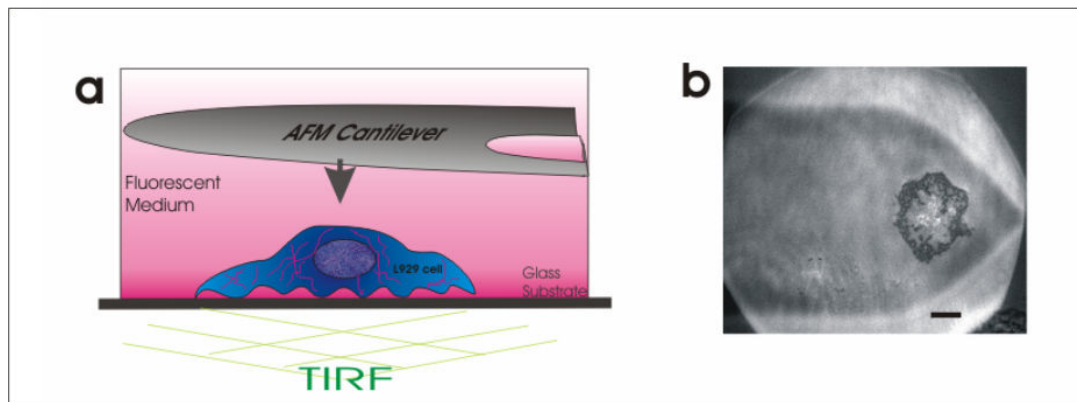 a
AFM Cantilever
Fluorescent
Medium
L929 cell
Glass
Substrate
TIRF
b